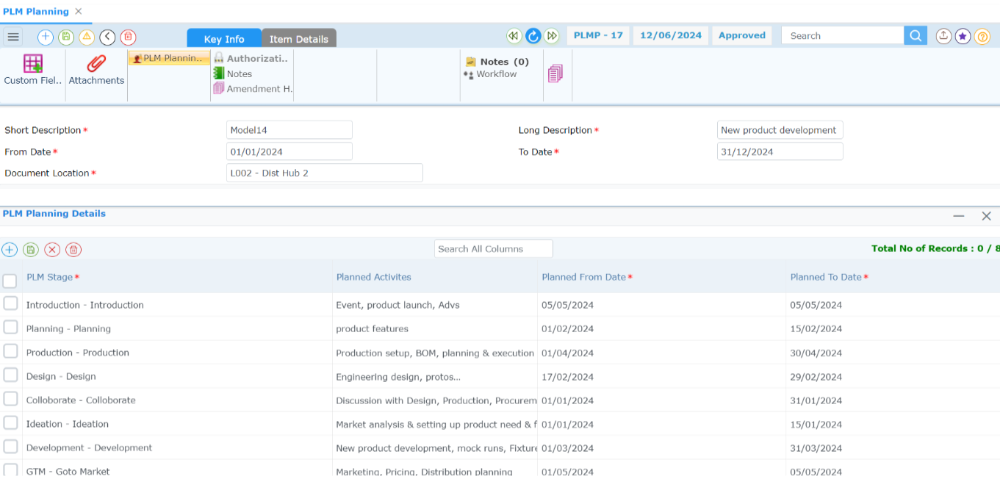 PLM Planning
Key Info Item Details PLMP - 17 12/06/2024 Approved Search
Custom Fiel.. Attachments PLM Plannin.. Authorizati.. Notes (0)
Notes Workflow
Amendment H.
Short Description * Model14 Long Description * New product development
From Date * 01/01/2024 To Date * 31/12/2024
Document Location * L002 - Dist Hub 2
PLM Planning Details
Search All Columns Total No of Records : 0 / 8
PLM Stage * Planned Activites Planned From Date * Planned To Date *
Introduction - Introduction Event, product launch, Advs 05/05/2024 05/05/2024
Planning - Planning product features 01/02/2024 15/02/2024
Production - Production Production setup, BOM, planning & execution 01/04/2024 30/04/2024
Design - Design Engineering design, protos... 17/02/2024 29/02/2024
Colloborate - Colloborate Discussion with Design, Production, Procurem 01/01/2024 31/01/2024
Ideation - Ideation Market analysis & setting up product need & f 01/01/2024 15/01/2024
Development - Development New product development, mock runs, Fixture 01/03/2024 31/03/2024
GTM - Goto Market Marketing, Pricing, Distribution planning 01/05/2024 05/05/2024